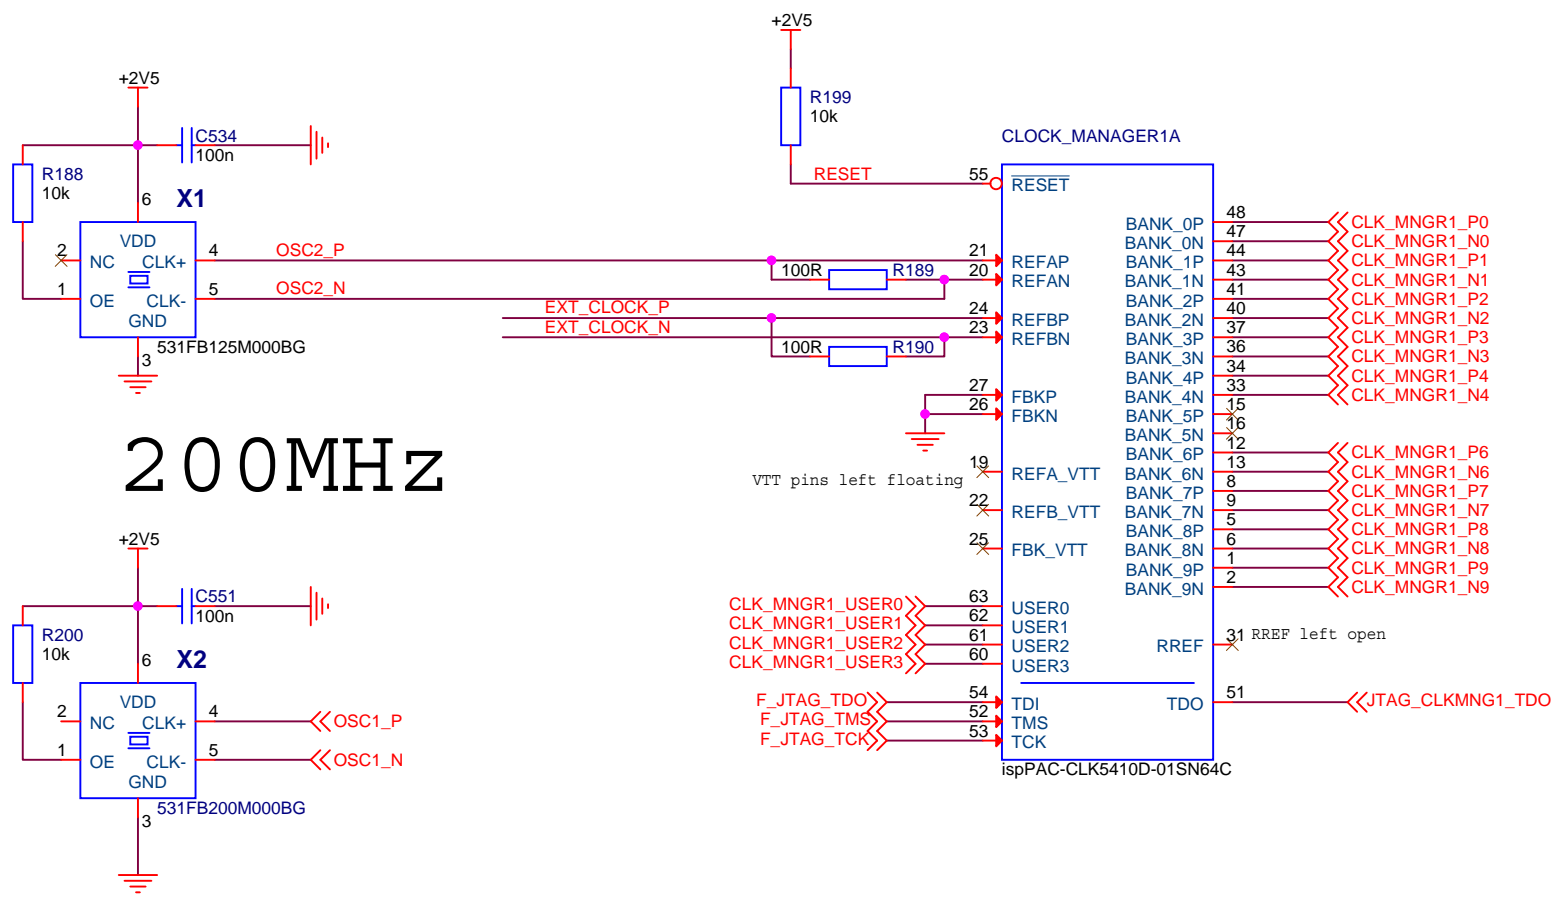 +2V5
R199
10k
RESET
+2V5
C534
100n
R188
10k
X1
6
VDD
2
NC
CLK+
4
OSC2_P
1
OE
CLK-
5
OSC2_N
GND
3
531FB125M000BG
EXT_CLOCK_P
EXT_CLOCK_N
100R
R189
100R
R190
200MHz
+2V5
C551
100n
R200
10k
X2
6
VDD
2
NC
CLK+
4
OSC1_P
1
OE
CLK-
5
OSC1_N
GND
3
531FB200M000BG
CLOCK_MANAGER1A
55
RESET
21
REFAP
20
REFAN
24
REFBP
23
REFBN
27
FBKP
26
FBKN
VTT pins left floating
19
REFA_VTT
22
REFB_VTT
25
FBK_VTT
CLK_MNGR1_USER0
63
USER0
CLK_MNGR1_USER1
62
USER1
CLK_MNGR1_USER2
61
USER2
CLK_MNGR1_USER3
60
USER3
F_JTAG_TDO
54
TDI
F_JTAG_TMS
52
TMS
F_JTAG_TCK
53
TCK
BANK_0P
48
CLK_MNGR1_P0
BANK_0N
47
CLK_MNGR1_N0
BANK_1P
44
CLK_MNGR1_P1
BANK_1N
43
CLK_MNGR1_N1
BANK_2P
41
CLK_MNGR1_P2
BANK_2N
40
CLK_MNGR1_N2
BANK_3P
37
CLK_MNGR1_P3
BANK_3N
36
CLK_MNGR1_N3
BANK_4P
34
CLK_MNGR1_P4
BANK_4N
33
CLK_MNGR1_N4
BANK_5P
15
BANK_5N
16
BANK_6P
12
CLK_MNGR1_P6
BANK_6N
13
CLK_MNGR1_N6
BANK_7P
8
CLK_MNGR1_P7
BANK_7N
9
CLK_MNGR1_N7
BANK_8P
5
CLK_MNGR1_P8
BANK_8N
6
CLK_MNGR1_N8
BANK_9P
1
CLK_MNGR1_P9
BANK_9N
2
CLK_MNGR1_N9
RREF
31
RREF left open
TDO
51
JTAG_CLKMNG1_TDO
ispPAC-CLK5410D-01SN64C